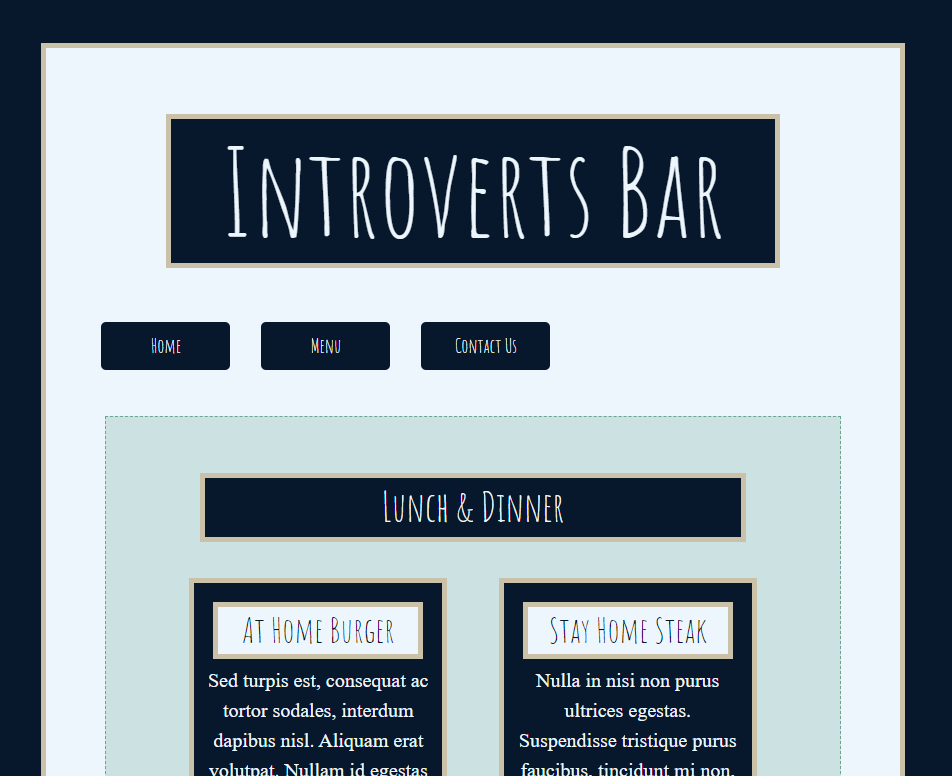 Introverts Bar
Home Menu Contact Us
Lunch & Dinner
At Home Burger
Sed turpis est, consequat ac
tortor sodales, interdum
dapibus nisl. Aliquam erat
volutpat. Nullam id egestas
Stay Home Steak
Nulla in nisi non purus
ultrices egestas.
Suspendisse tristique purus
faucibus, tincidunt mi non,